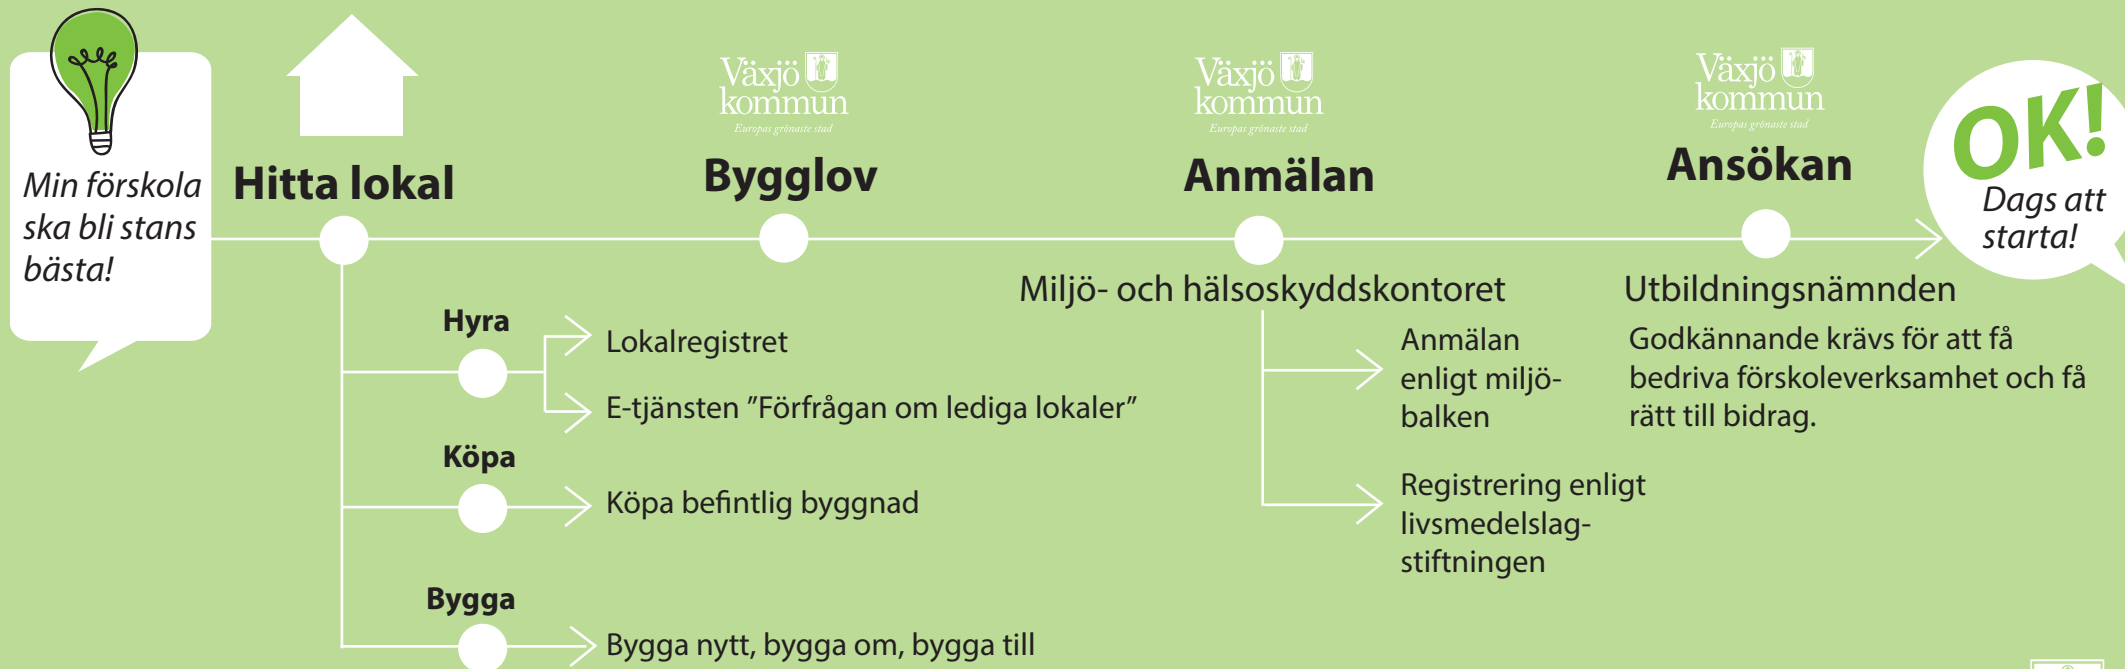 Min förskola
ska bli stans
bästa!
Hitta lokal
Hyra
Lokalregistret
E-tjänsten ”Förfrågan om lediga lokaler”
Köpa
Köpa befintlig byggnad
Bygga
Bygga nytt, bygga om, bygga till
Växjö
kommun
Europas grönaste stad
Bygglov
Växjö
kommun
Europas grönaste stad
Anmälan
Miljö- och hälsoskyddskontoret
Anmälan
enligt miljö-
balken
Registrering enligt
livsmedelslag-
stiftningen
Växjö
kommun
Europas grönaste stad
Ansökan
Utbildningsnämnden
Godkännande krävs för att få
bedriva förskoleverksamhet och få
rätt till bidrag.
OK!
Dags att
starta!